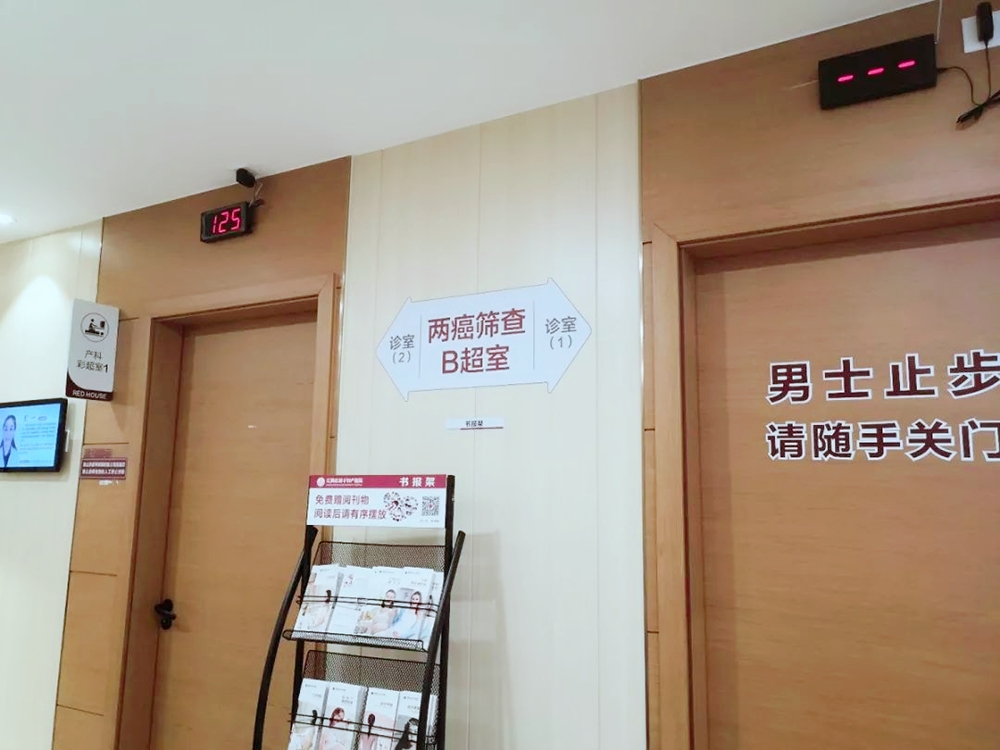 125
- - -
产科
彩超室1
RED HOUSE
诊室
(2)
两癌筛查
B超室
诊室
(1)
男士止步
请随手关门
书报架
书报架
免费赠阅刊物
阅读后请有序摆放